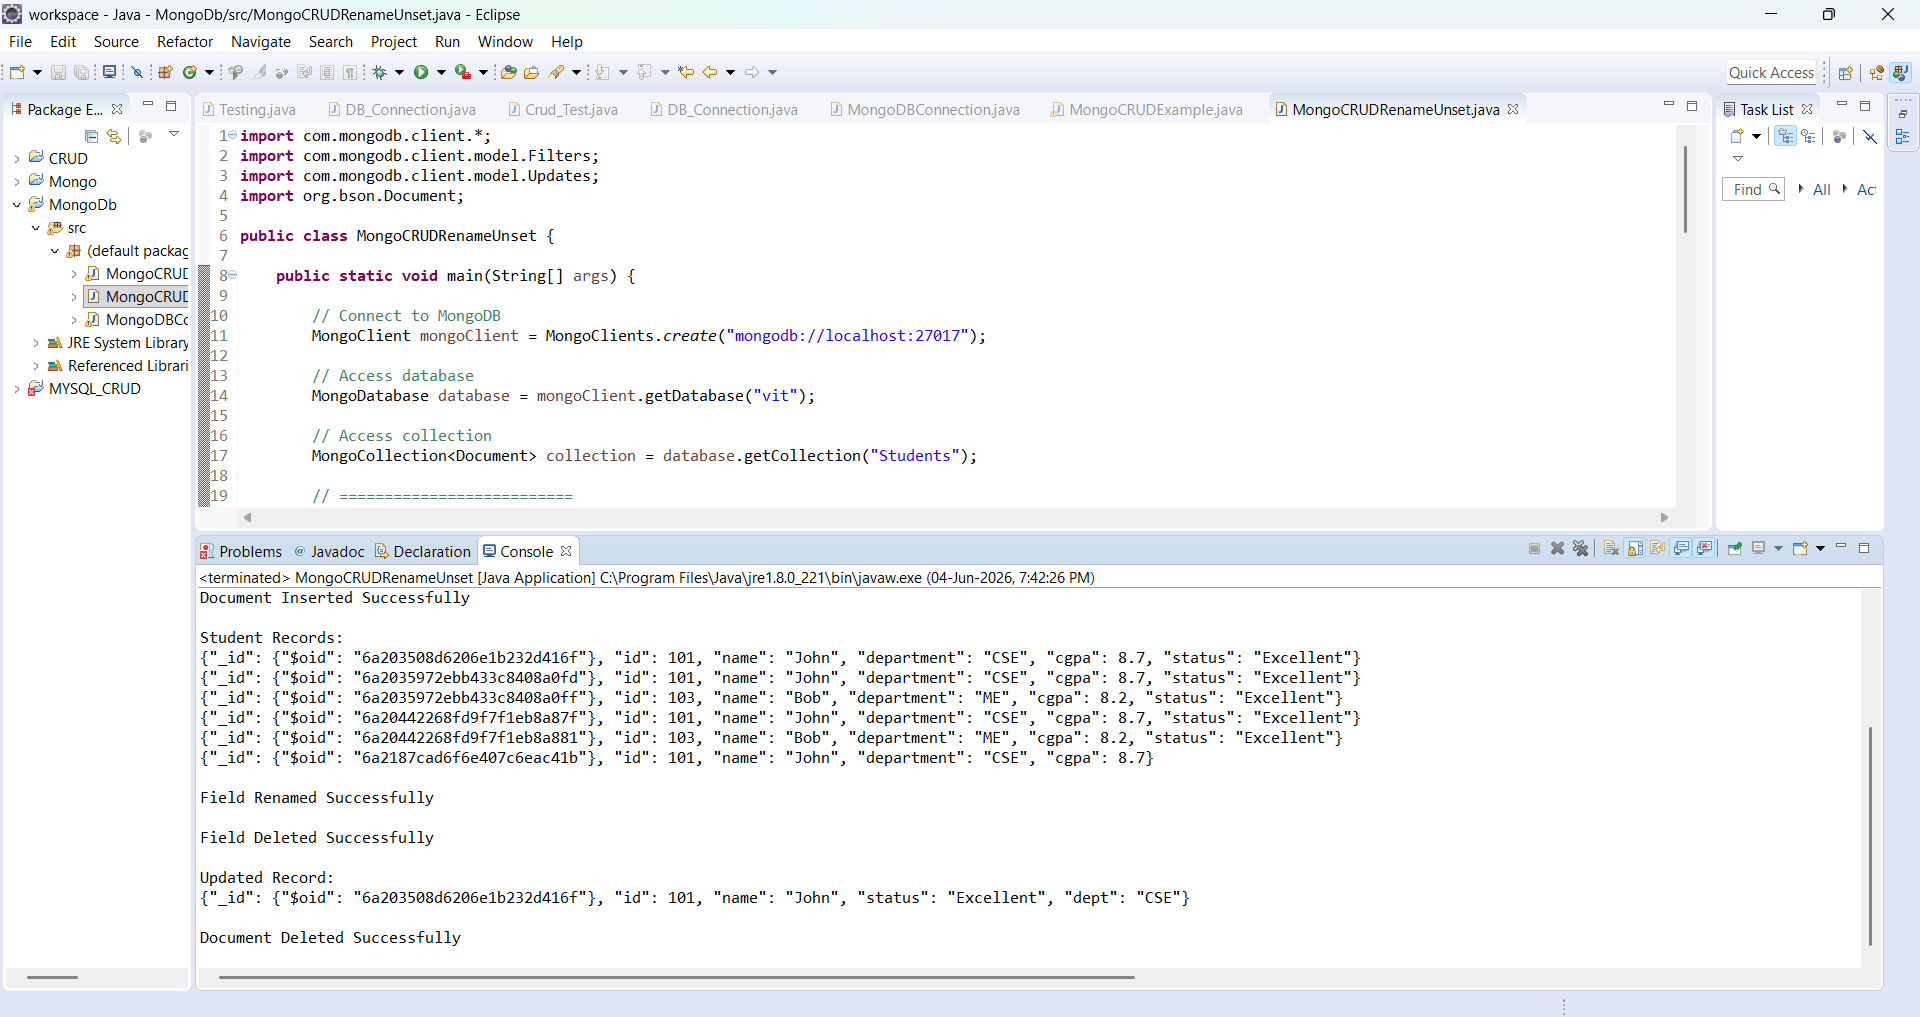 workspace - Java - MongoDb/src/MongoCRUDRenameUnset.java - Eclipse
File Edit Source Refactor Navigate Search Project Run Window Help
Quick Access
Package E...
CRUD
Mongo
MongoDb
src
(default packag
MongoCRUD
MongoCRUD
MongoDBCo
JRE System Library
Referenced Librari
MYSQL_CRUD
Testing.java DB_Connection.java Crud_Test.java DB_Connection.java MongoDBConnection.java MongoCRUDExample.java MongoCRUDRenameUnset.java
1 import com.mongodb.client.*;
2 import com.mongodb.client.model.Filters;
3 import com.mongodb.client.model.Updates;
4 import org.bson.Document;
5
6 public class MongoCRUDRenameUnset {
7
8     public static void main(String[] args) {
9
10         // Connect to MongoDB
11         MongoClient mongoClient = MongoClients.create("mongodb://localhost:27017");
12
13         // Access database
14         MongoDatabase database = mongoClient.getDatabase("vit");
15
16         // Access collection
17         MongoCollection<Document> collection = database.getCollection("Students");
18
19         // ==========================
Task List
Find All Ac
Problems Javadoc Declaration Console
<terminated> MongoCRUDRenameUnset [Java Application] C:\Program Files\Java\jre1.8.0_221\bin\javaw.exe (04-Jun-2026, 7:42:26 PM)
Document Inserted Successfully
Student Records:
{"_id": {"$oid": "6a203508d6206e1b232d416f"}, "id": 101, "name": "John", "department": "CSE", "cgpa": 8.7, "status": "Excellent"}
{"_id": {"$oid": "6a2035972ebb433c8408a0fd"}, "id": 101, "name": "John", "department": "CSE", "cgpa": 8.7, "status": "Excellent"}
{"_id": {"$oid": "6a2035972ebb433c8408a0ff"}, "id": 103, "name": "Bob", "department": "ME", "cgpa": 8.2, "status": "Excellent"}
{"_id": {"$oid": "6a20442268fd9f7f1eb8a87f"}, "id": 101, "name": "John", "department": "CSE", "cgpa": 8.7, "status": "Excellent"}
{"_id": {"$oid": "6a20442268fd9f7f1eb8a881"}, "id": 103, "name": "Bob", "department": "ME", "cgpa": 8.2, "status": "Excellent"}
{"_id": {"$oid": "6a2187cad6f6e407c6eac41b"}, "id": 101, "name": "John", "department": "CSE", "cgpa": 8.7}
Field Renamed Successfully
Field Deleted Successfully
Updated Record:
{"_id": {"$oid": "6a203508d6206e1b232d416f"}, "id": 101, "name": "John", "status": "Excellent", "dept": "CSE"}
Document Deleted Successfully